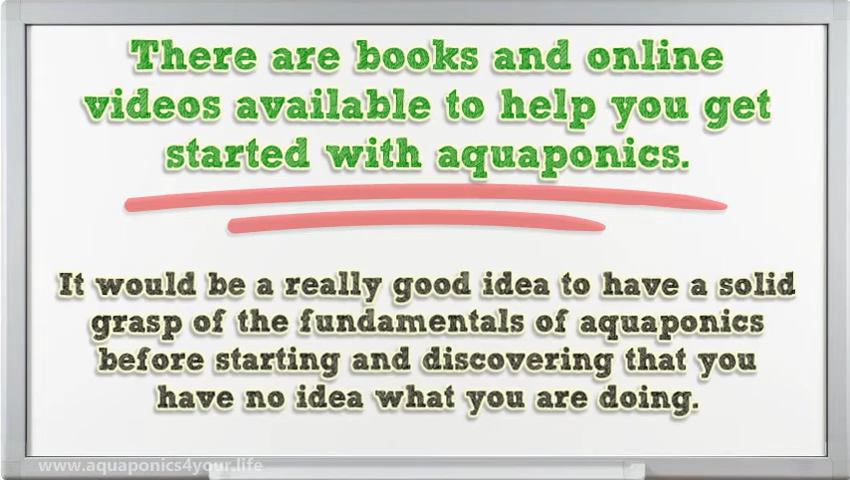 There are books and online
videos available to help you get
started with aquaponics.
It would be a really good idea to have a solid
grasp of the fundamentals of aquaponics
before starting and discovering that you
have no idea what you are doing.
www.aquaponics4your.life